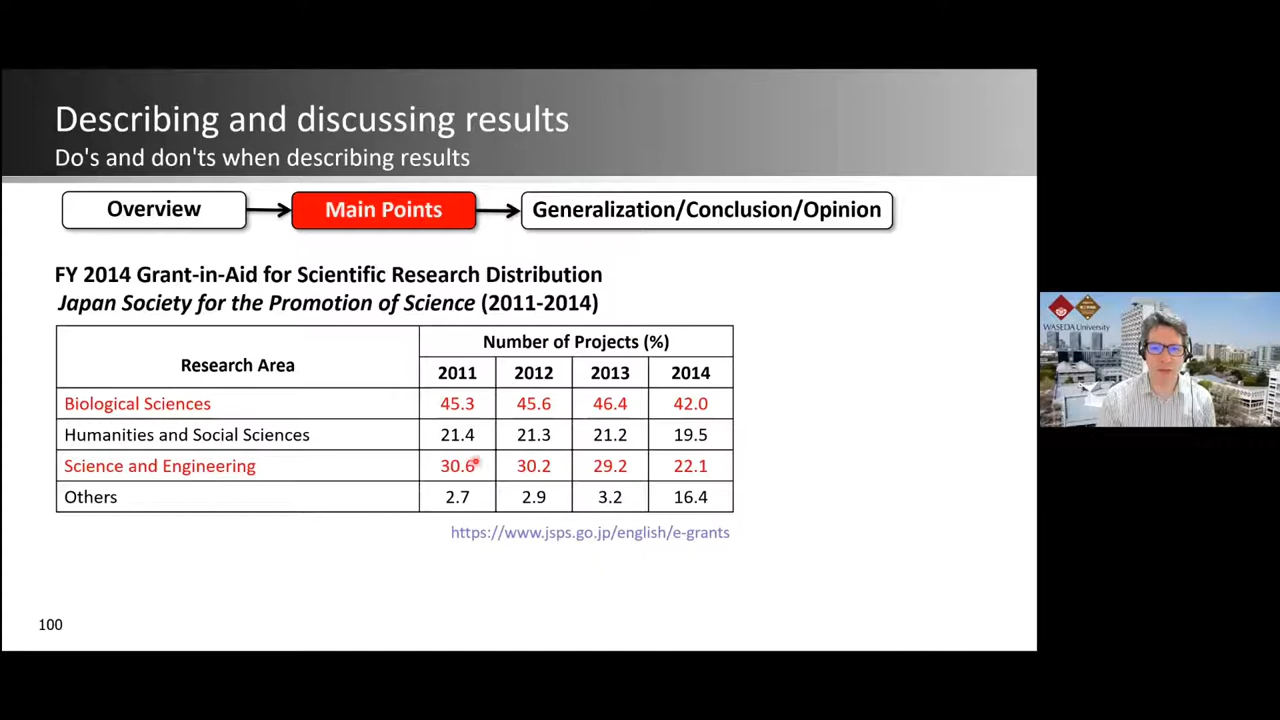 Describing and discussing results
Do's and don'ts when describing results
Overview Main Points Generalization/Conclusion/Opinion
FY 2014 Grant-in-Aid for Scientific Research Distribution
Japan Society for the Promotion of Science (2011-2014)
Research Area Number of Projects (%)
2011 2012 2013 2014
Biological Sciences 45.3 45.6 46.4 42.0
Humanities and Social Sciences 21.4 21.3 21.2 19.5
Science and Engineering 30.6 30.2 29.2 22.1
Others 2.7 2.9 3.2 16.4
https://www.jsps.go.jp/english/e-grants
100
WASEDA University